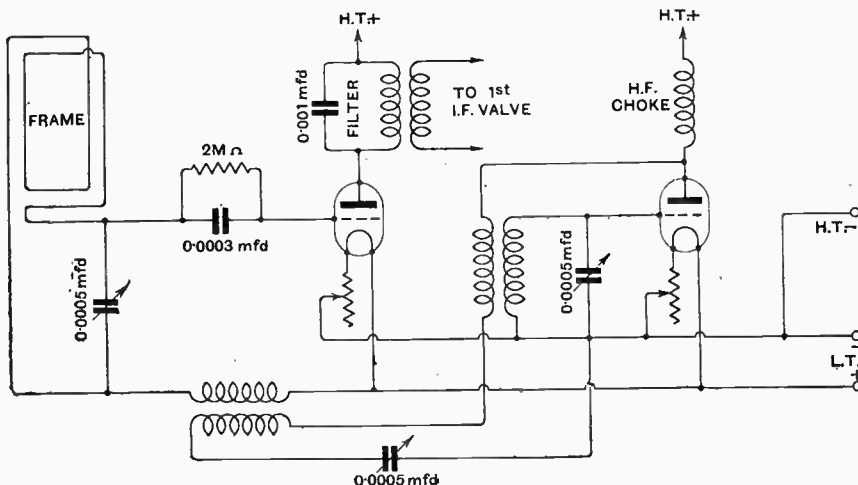 H.T.+
H.T.+
FRAME
0·001 mfd
FILTER
TO 1st
I.F. VALVE
H.F.
CHOKE
2M Ω
0·0003 mfd
0·0005 mfd
0·0005 mfd
H.T.-
L.T.
-
+
0·0005 mfd